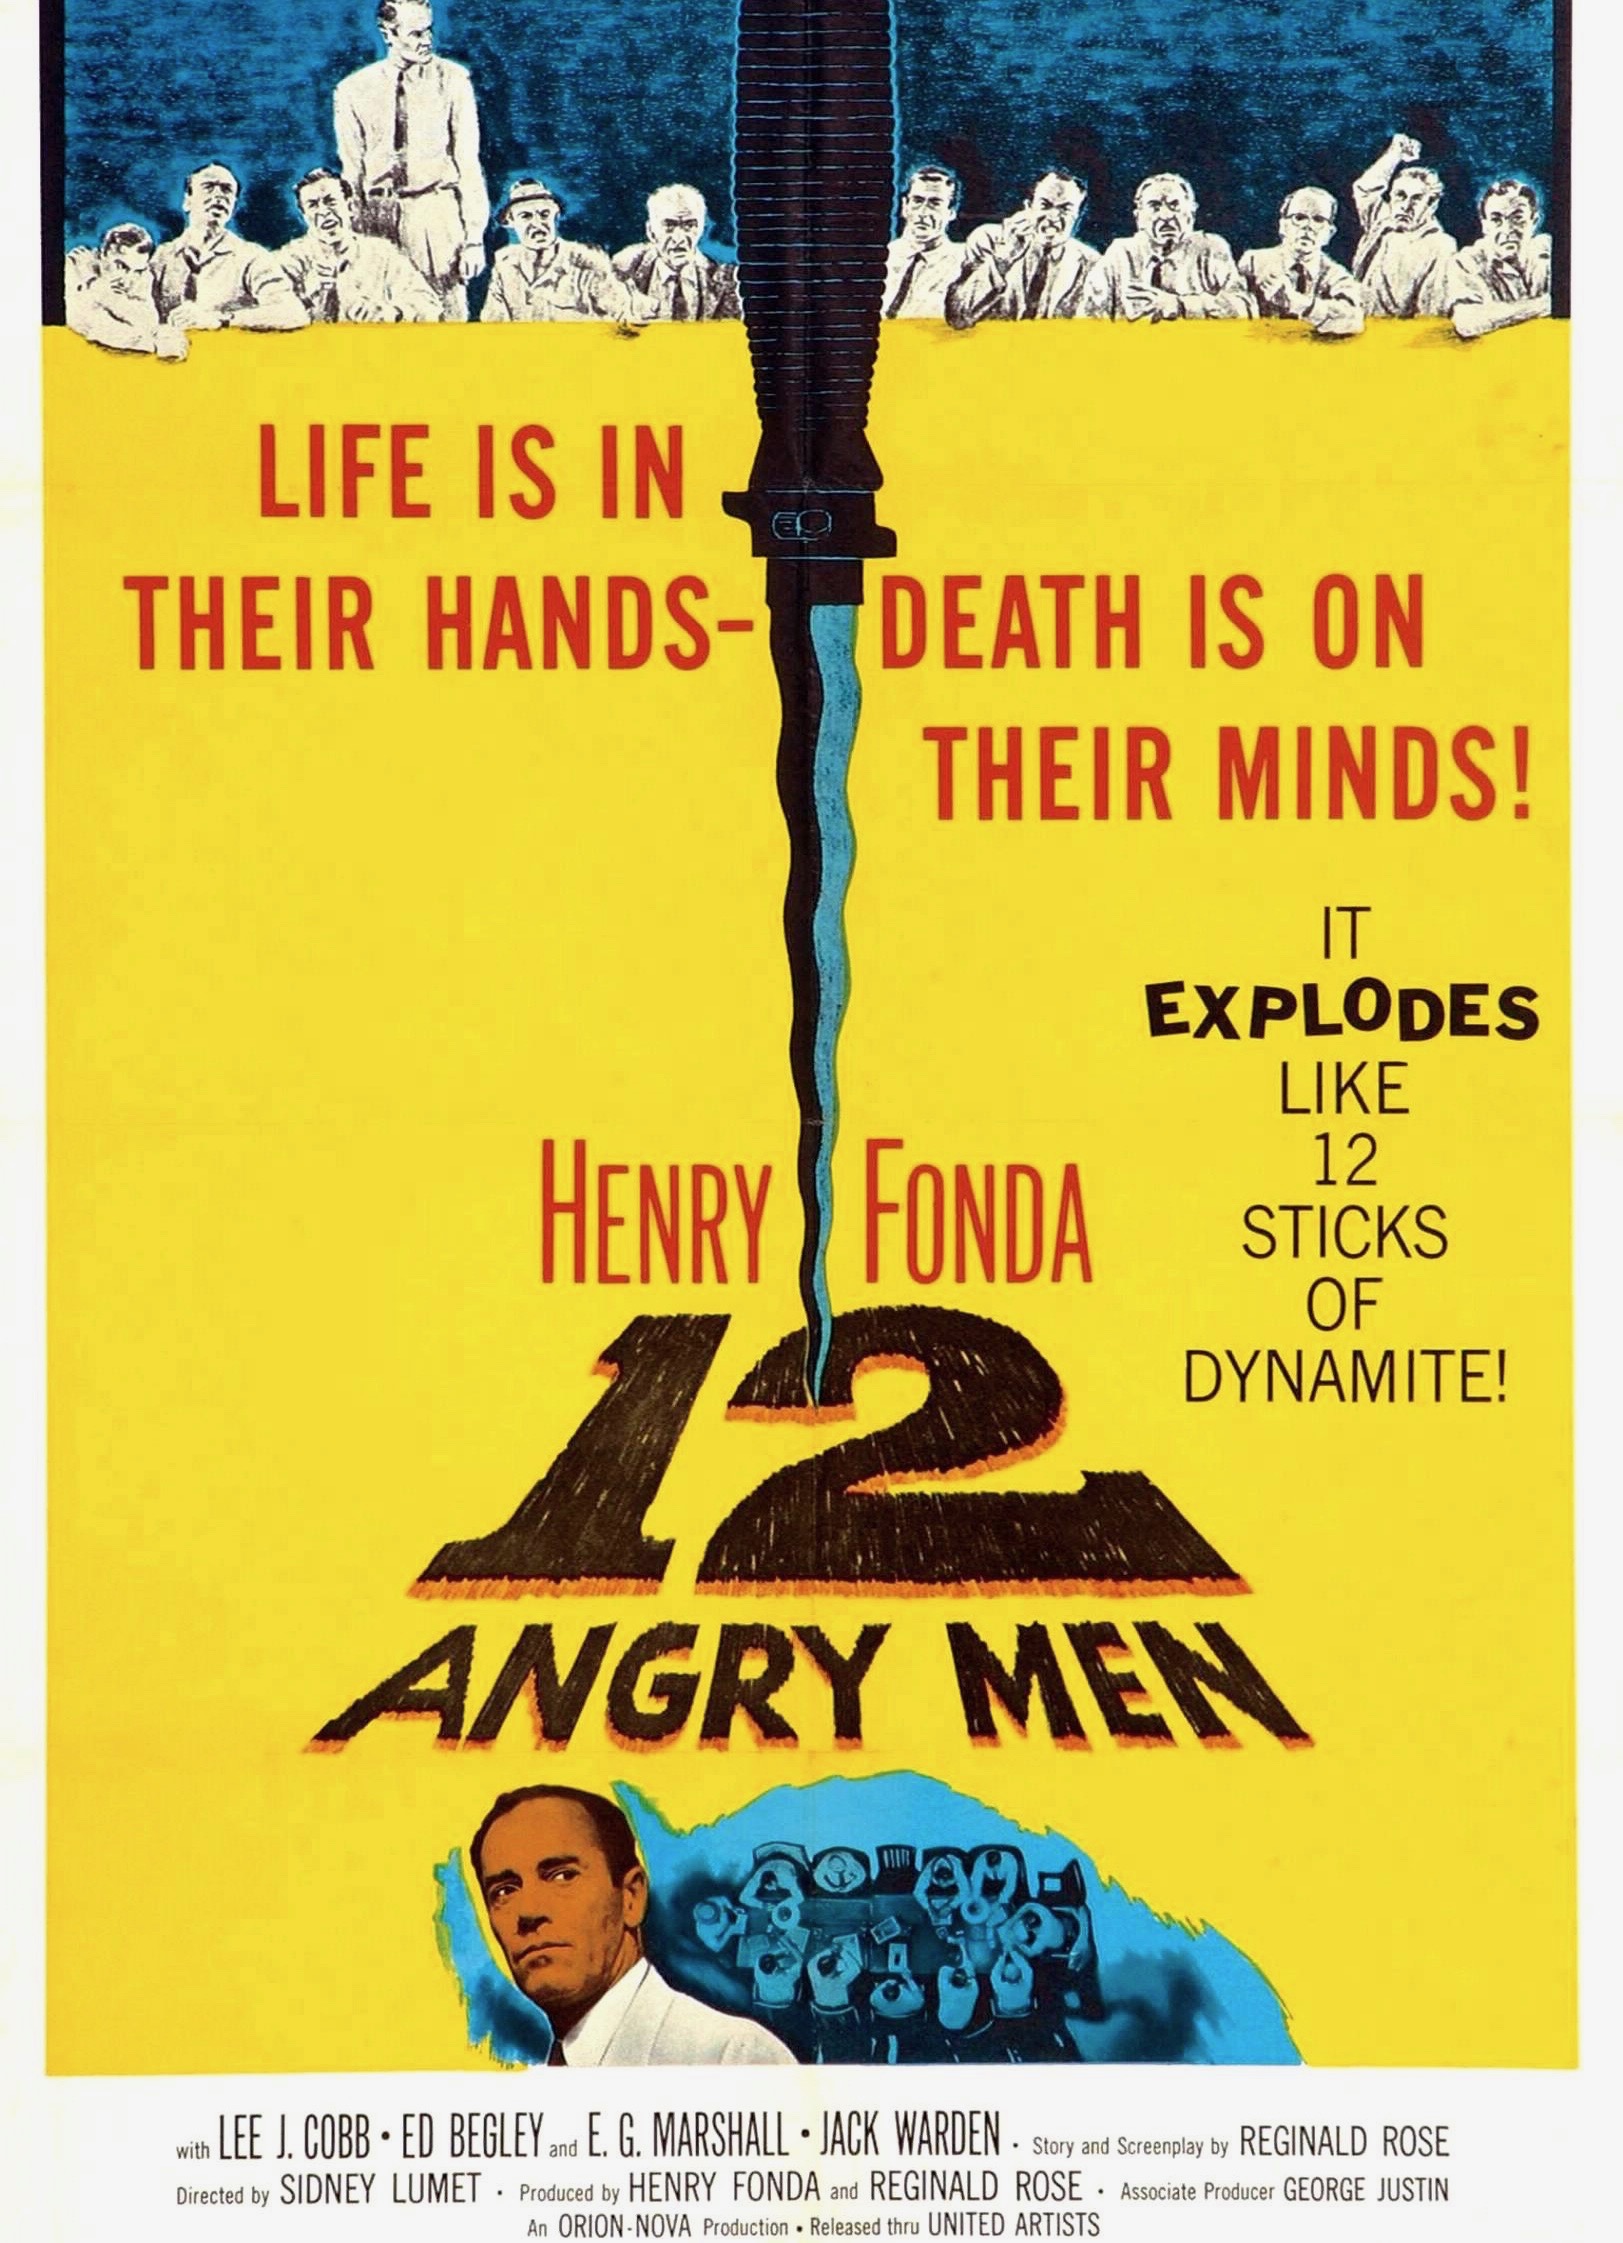 LIFE IS IN
THEIR HANDS- DEATH IS ON
THEIR MINDS!
IT
EXPLODES
LIKE
12
STICKS
OF
DYNAMITE!
HENRY FONDA
12
ANGRY MEN
with LEE J. COBB • ED BEGLEY and E. G. MARSHALL • JACK WARDEN • Story and Screenplay by REGINALD ROSE
Directed by SIDNEY LUMET • Produced by HENRY FONDA and REGINALD ROSE • Associate Producer GEORGE JUSTIN
An ORION-NOVA Production • Released thru UNITED ARTISTS